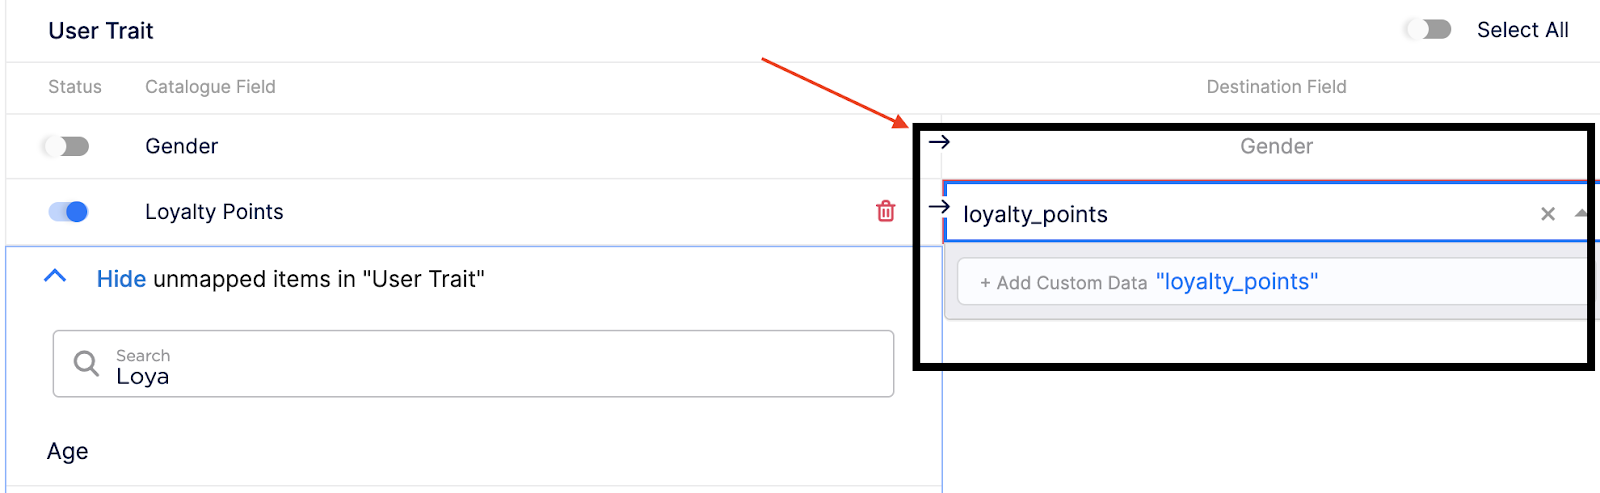 User Trait
Select All
Status
Catalogue Field
Destination Field
Gender
Gender
Loyalty Points
loyalty_points
Hide unmapped items in "User Trait"
+ Add Custom Data "loyalty_points"
Search
Loya
Age